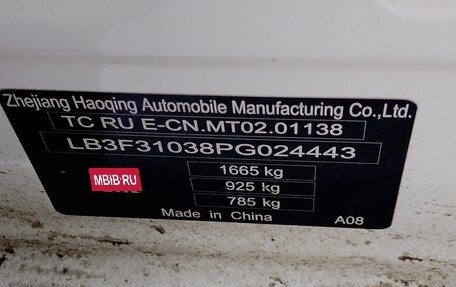 Zhejiang Haoqing Automobile Manufacturing Co.,Ltd.
TC RU E-CN.MT02.01138
LB3F31038PG024443
1665 kg
MBIB.RU
925 kg
785 kg
Made in China
A08